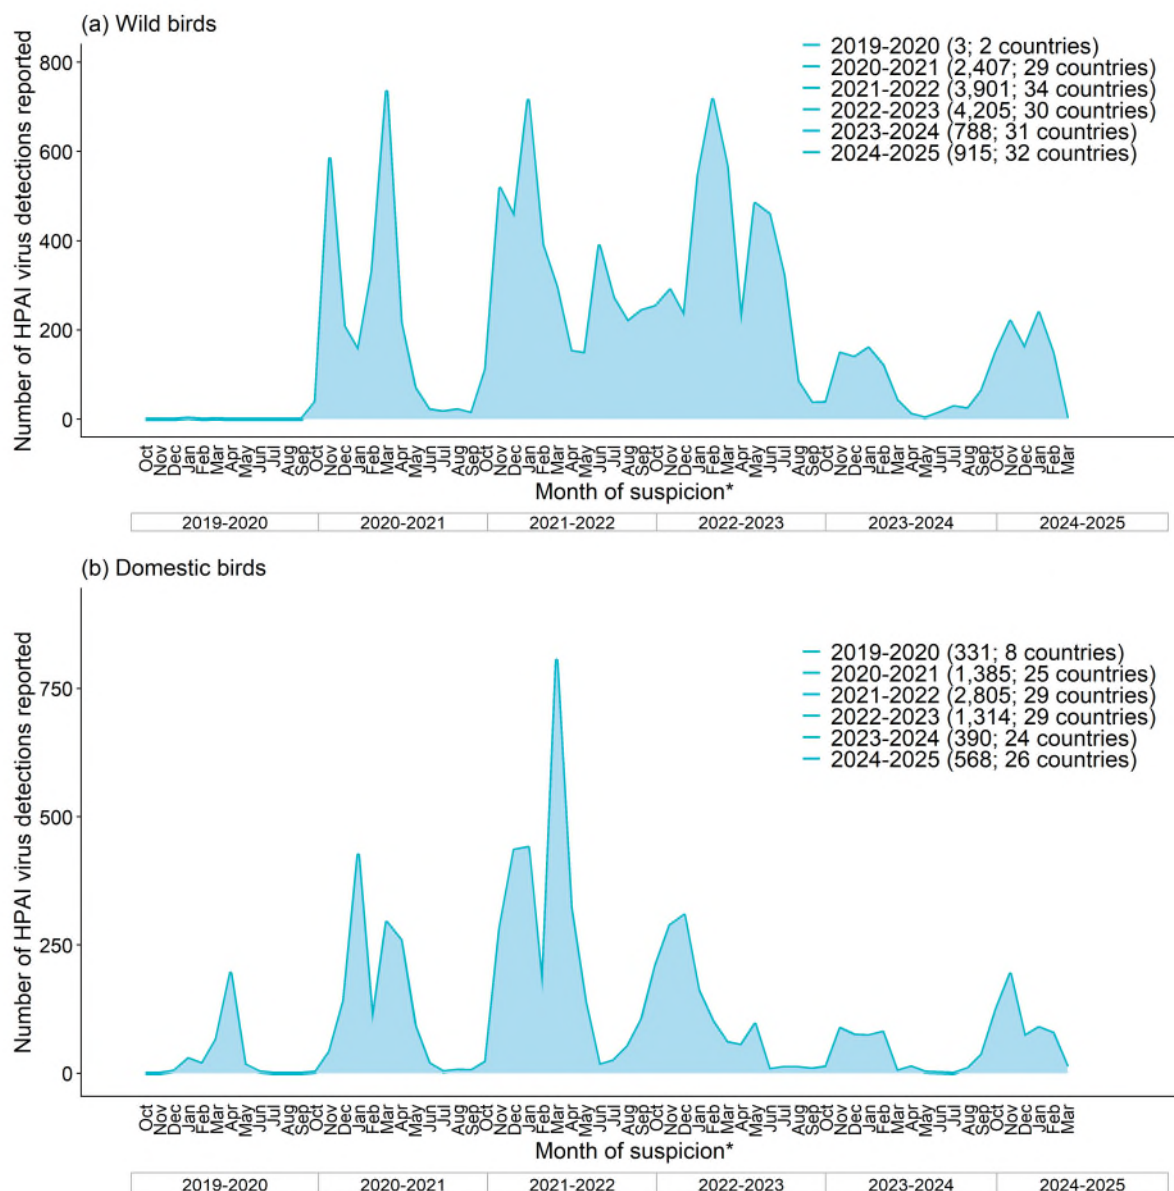 (a) Wild birds
Number of HPAI virus detections reported
800
600
400
200
0
2019-2020 (3; 2 countries)
2020-2021 (2,407; 29 countries)
2021-2022 (3,901; 34 countries)
2022-2023 (4,205; 30 countries)
2023-2024 (788; 31 countries)
2024-2025 (915; 32 countries)
Oct Nov Dec Jan Feb Mar Apr May Jun Jul Aug Sep Oct Nov Dec Jan Feb Mar Apr May Jun Jul Aug Sep Oct Nov Dec Jan Feb Mar Apr May Jun Jul Aug Sep Oct Nov Dec Jan Feb Mar Apr May Jun Jul Aug Sep Oct Nov Dec Jan Feb Mar Apr May Jun Jul Aug Sep Oct Nov Dec Jan Feb Mar
Month of suspicion*
2019-2020 2020-2021 2021-2022 2022-2023 2023-2024 2024-2025
(b) Domestic birds
Number of HPAI virus detections reported
750
500
250
0
2019-2020 (331; 8 countries)
2020-2021 (1,385; 25 countries)
2021-2022 (2,805; 29 countries)
2022-2023 (1,314; 29 countries)
2023-2024 (390; 24 countries)
2024-2025 (568; 26 countries)
Oct Nov Dec Jan Feb Mar Apr May Jun Jul Aug Sep Oct Nov Dec Jan Feb Mar Apr May Jun Jul Aug Sep Oct Nov Dec Jan Feb Mar Apr May Jun Jul Aug Sep Oct Nov Dec Jan Feb Mar Apr May Jun Jul Aug Sep Oct Nov Dec Jan Feb Mar Apr May Jun Jul Aug Sep Oct Nov Dec Jan Feb Mar
Month of suspicion*
2019-2020 2020-2021 2021-2022 2022-2023 2023-2024 2024-2025